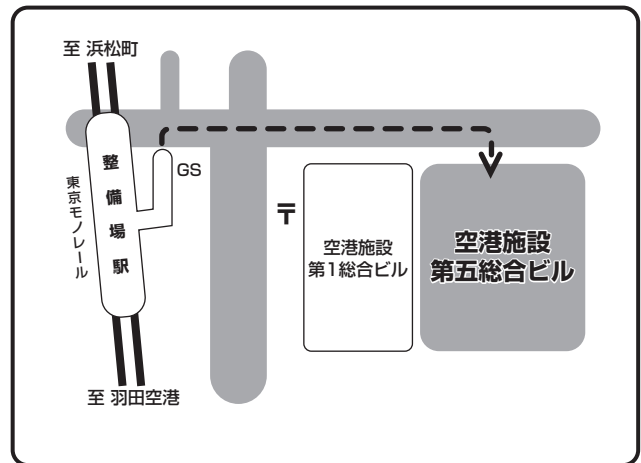 至 浜松町
整備場駅
東京モノレール
GS
〒
空港施設
第1総合ビル
空港施設
第五総合ビル
至 羽田空港